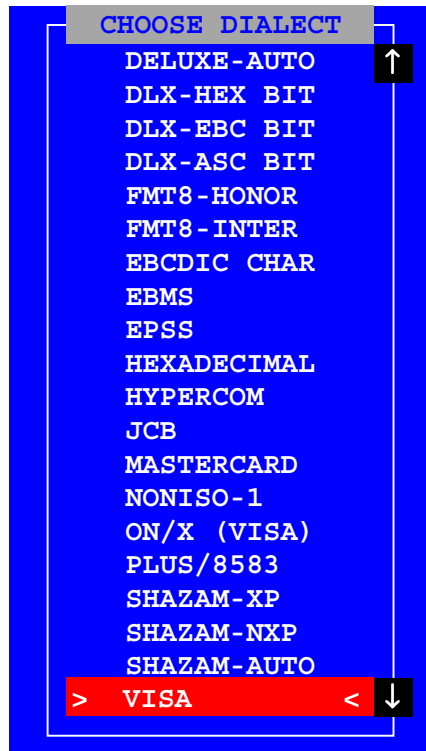 CHOOSE DIALECT
DELUXE-AUTO ↑
DLX-HEX BIT
DLX-EBC BIT
DLX-ASC BIT
FMT8-HONOR
FMT8-INTER
EBCDIC CHAR
EBMS
EPSS
HEXADECIMAL
HYPERCOM
JCB
MASTERCARD
NONISO-1
ON/X (VISA)
PLUS/8583
SHAZAM-XP
SHAZAM-NXP
SHAZAM-AUTO
> VISA < ↓